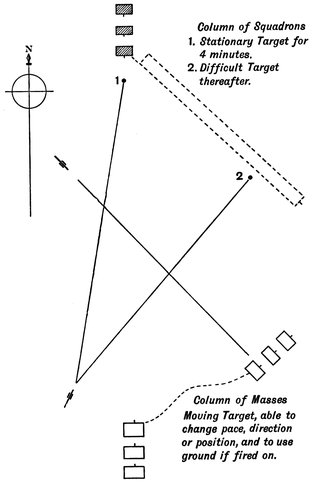 Column of Squadrons
1. Stationary Target for
4 minutes.
2. Difficult Target
thereafter.
N
1
2
Column of Masses
Moving Target, able to
change pace, direction
or position, and to use
ground if fired on.